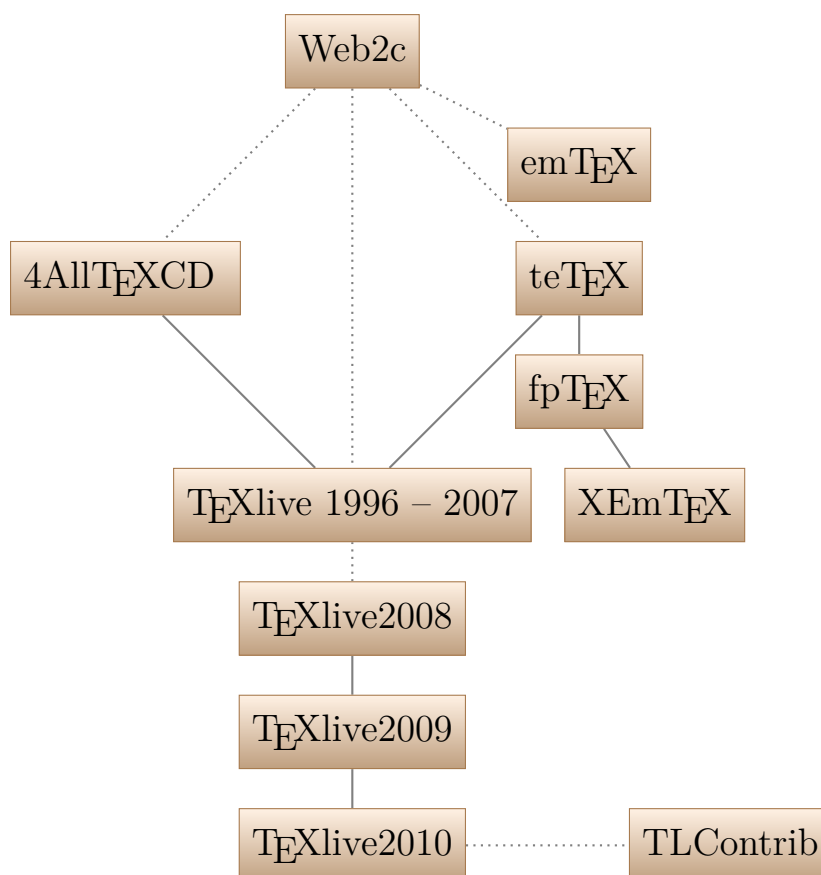 Web2c
emTEX
4AllTEXCD
teTEX
fpTEX
TEXlive 1996 – 2007
XEmTEX
TEXlive2008
TEXlive2009
TEXlive2010
TLContrib